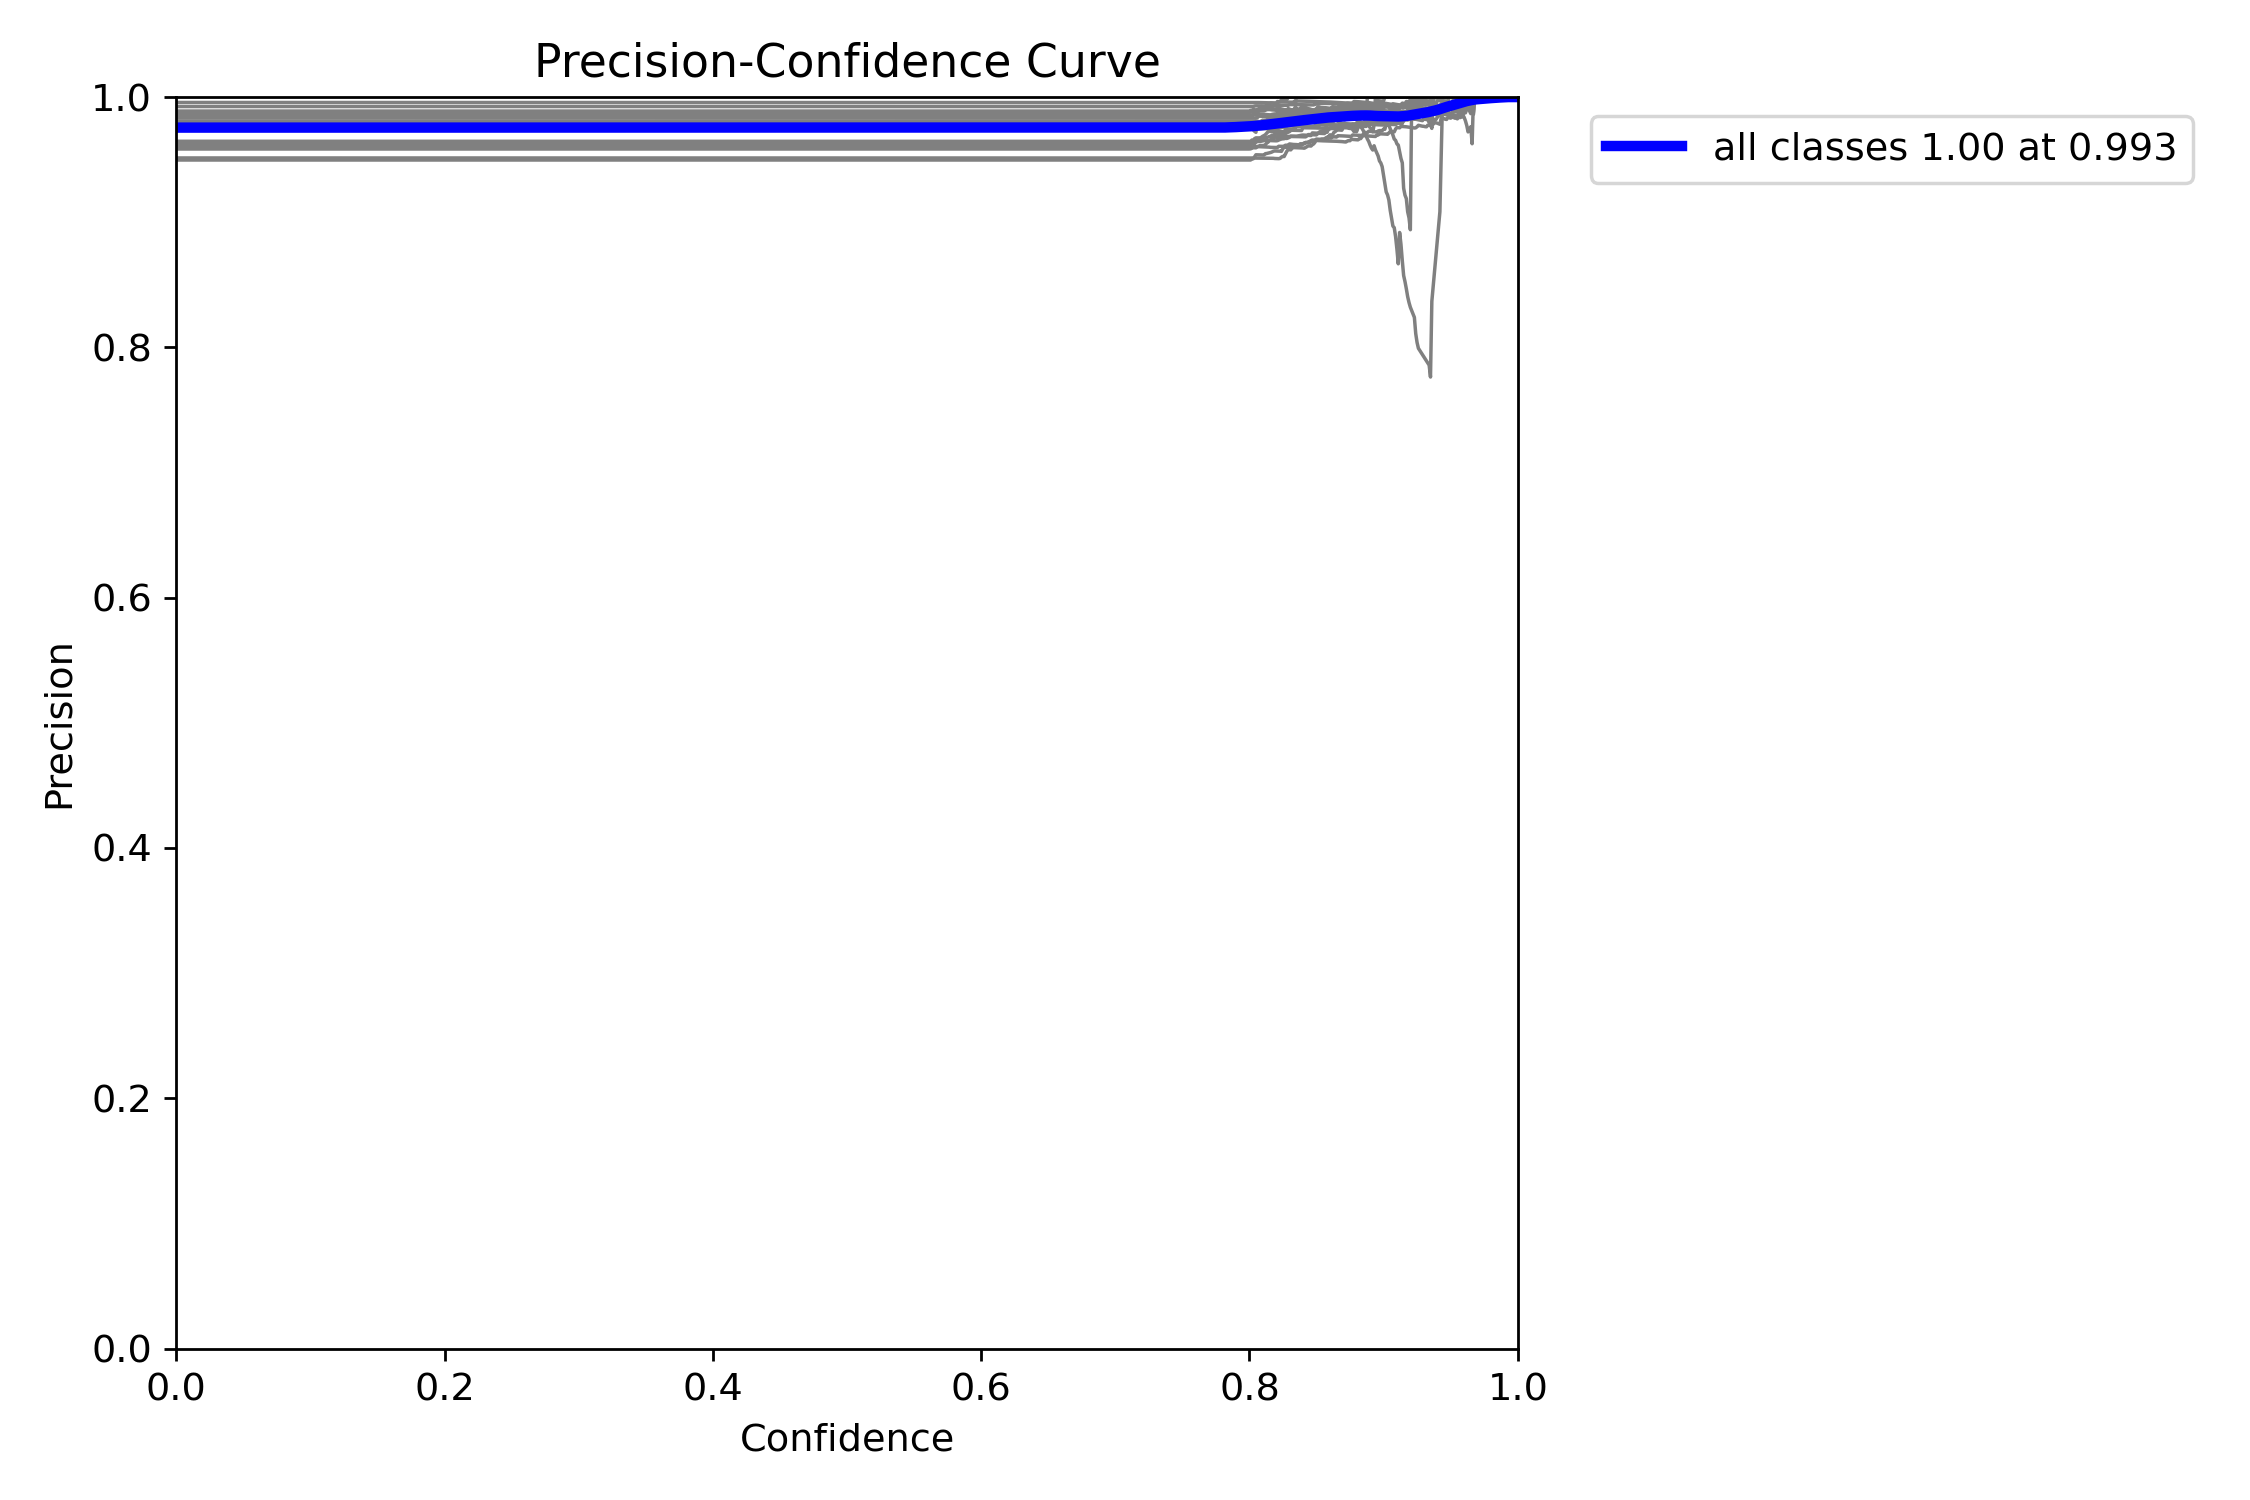 Precision-Confidence Curve
all classes 1.00 at 0.993
Precision
1.0
0.8
0.6
0.4
0.2
0.0
0.0 0.2 0.4 0.6 0.8 1.0
Confidence